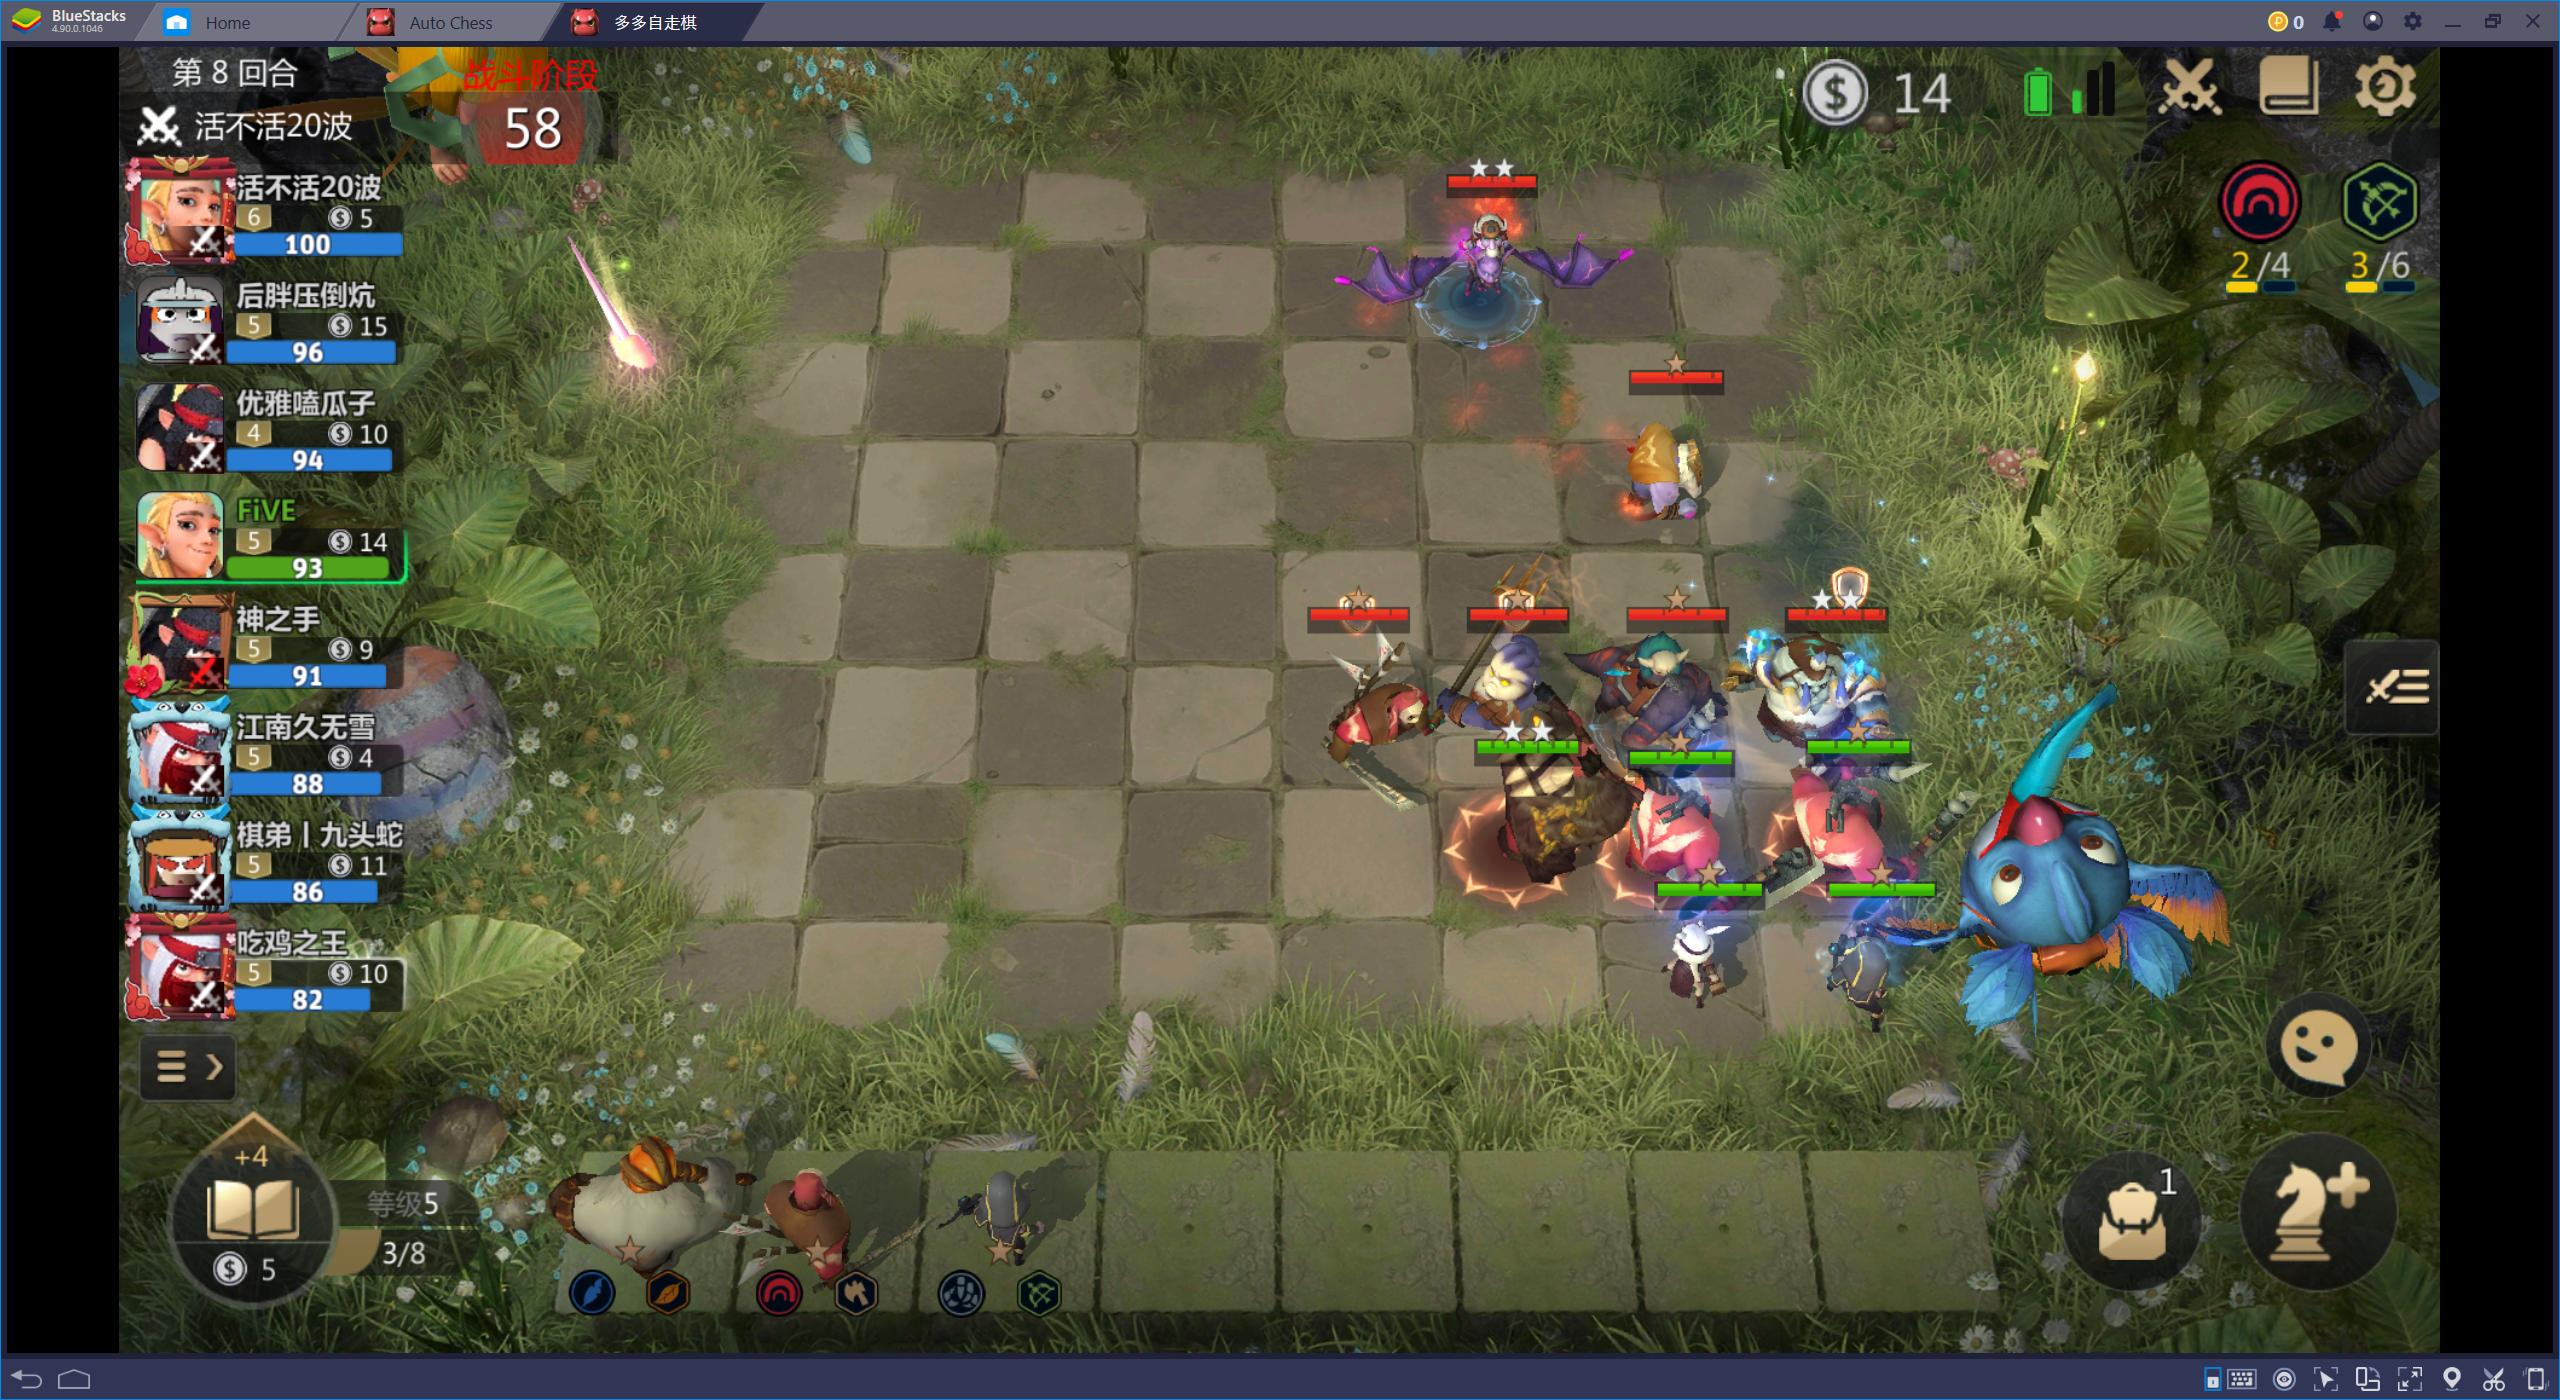 BlueStacks
4.90.0.1046
Home
Auto Chess
多多自走棋
0
第 8 回合
活不活20波
战斗阶段
58
14
2/4
3/6
活不活20波
6 5
100
后胖压倒炕
5 15
96
优雅嗑瓜子
4 10
94
FiVE
5 14
93
神之手
5 9
91
江南久无雪
5 4
88
棋弟丨九头蛇
5 11
86
吃鸡之王
5 10
82
+4
等级5
3/8
5
1